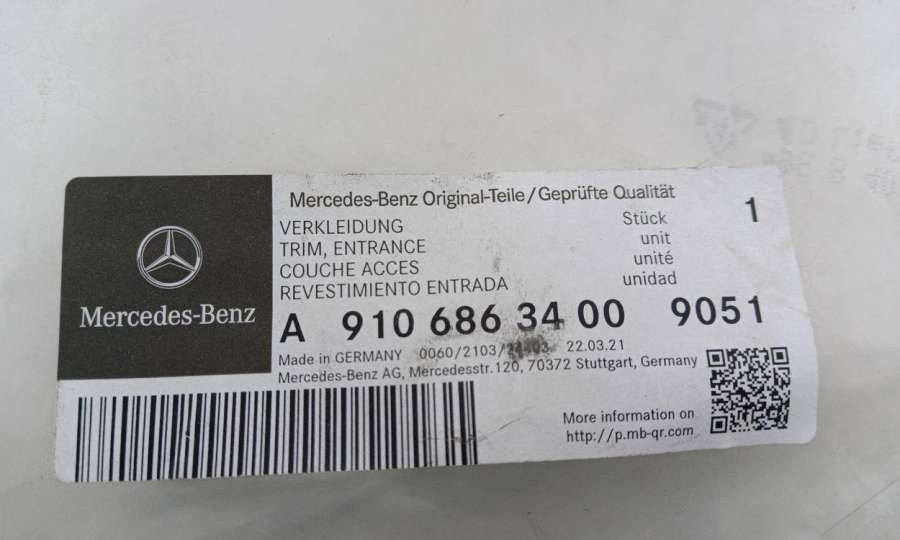 Mercedes-Benz
Mercedes-Benz Original-Teile/Geprüfte Qualität
VERKLEIDUNG Stück 1
TRIM, ENTRANCE unit
COUCHE ACCES unité
REVESTIMIENTO ENTRADA unidad
A 910 686 34 00 9051
Made in GERMANY 0060/2103/ 22.03.21
Mercedes-Benz AG, Mercedesstr.120, 70372 Stuttgart, Germany
More information on
http://p.mb-qr.com